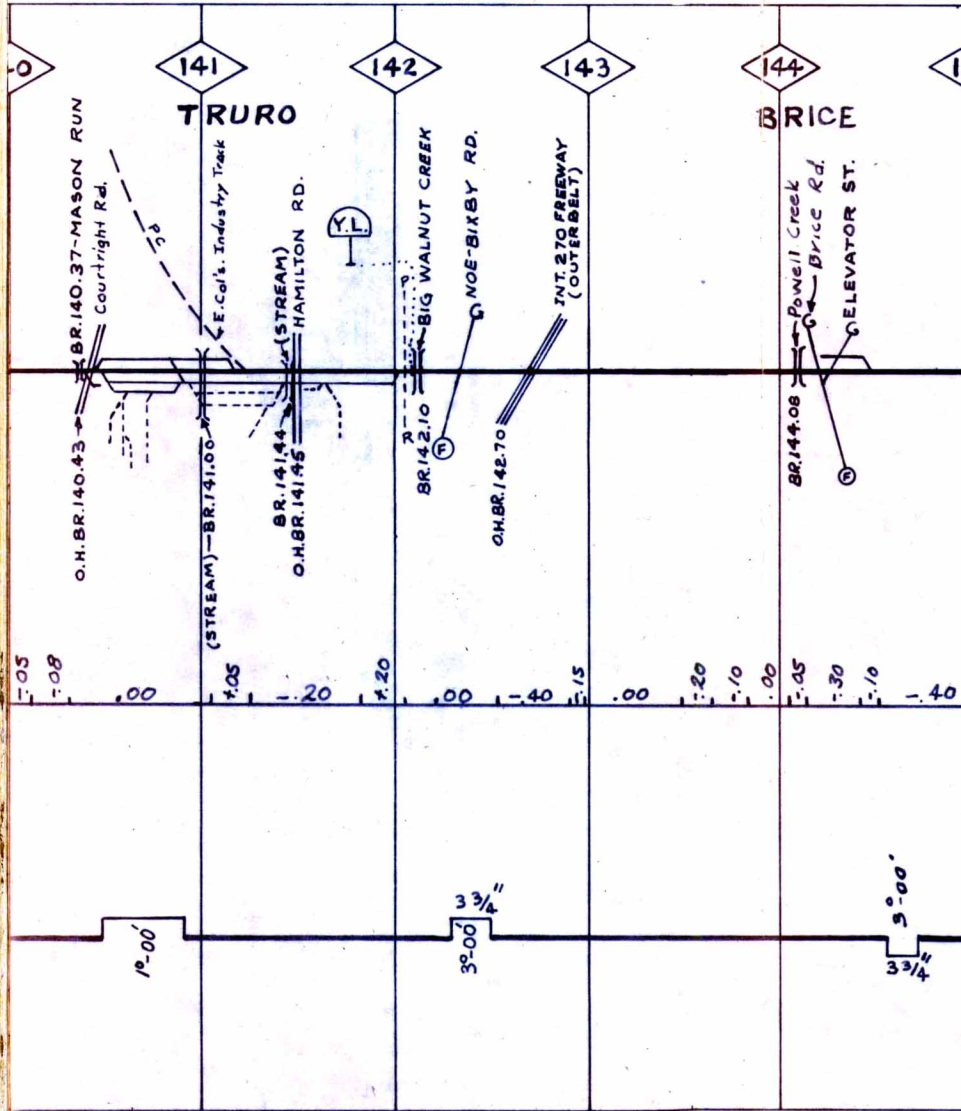 141
142
143
144
TRURO
BRICE
BR.140.37-MASON RUN
Courtright Rd.
O.H.BR.140.43
PC
E.Col's. Industry Track
(STREAM)—BR.141.00
BR.141.44 (STREAM)
O.H.BR.141.45 HAMILTON RD.
Y.L.
P
BR.142.10 BIG WALNUT CREEK
NOE-BIXBY RD.
F
INT. 270 FREEWAY
(OUTERBELT)
O.H.BR.142.70
BR.144.08 Powell Creek
Brice Rd.
ELEVATOR ST.
F
-.05
-.08
.00
+.05
-.20
+.20
.00
-.40
-.15
.00
-.20
-.10
.00
-.05
-.30
-.10
-.40
1°-00'
3 3/4"
3°-00'
3°-00'
3 3/4"